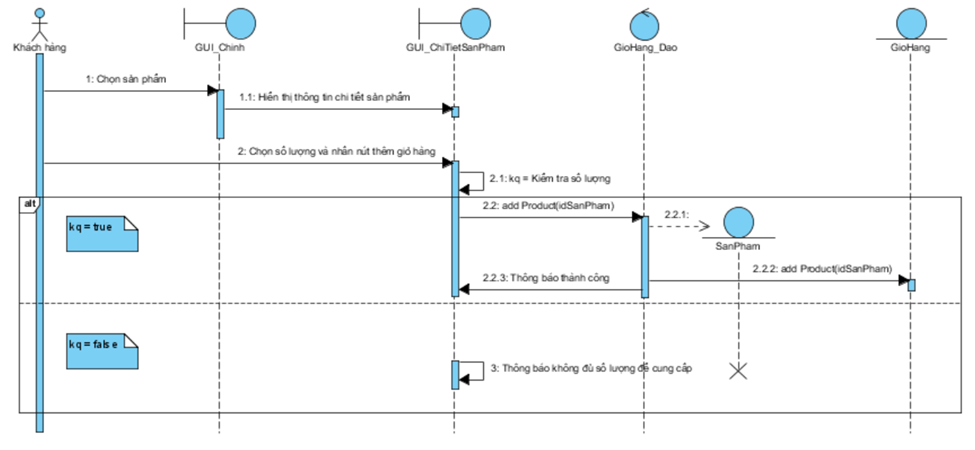 Khách hàng
GUI_Chinh
GUI_ChiTietSanPham
GioHang_Dao
GioHang
1: Chọn sản phẩm
1.1: Hiển thị thông tin chi tiết sản phẩm
2: Chọn số lượng và nhấn nút thêm giỏ hàng
2.1: kq = Kiểm tra số lượng
alt
kq = true
2.2: add Product(idSanPham)
2.2.1:
SanPham
2.2.2: add Product(idSanPham)
2.2.3: Thông báo thành công
kq = false
3: Thông báo không đủ số lượng để cung cấp